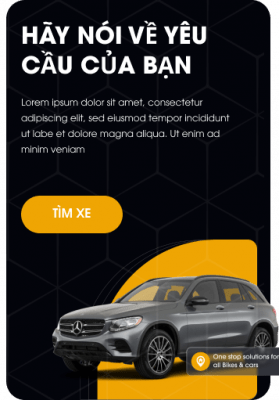 HÃY NÓI VỀ YÊU
CẦU CỦA BẠN
Lorem ipsum dolor sit amet, consectetur
adipiscing elit, sed eiusmod tempor incididunt
ut labe et dolore magna aliqua. Ut enim ad
minim veniam
TÌM XE
One stop solutions for
all Bikes & cars